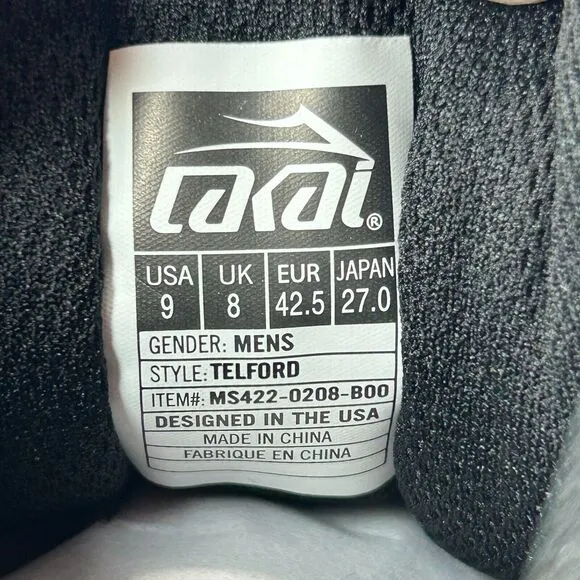 LAKAI ®
USA UK EUR JAPAN
9 8 42.5 27.0
GENDER: MENS
STYLE: TELFORD
ITEM#: MS422-0208-B00
DESIGNED IN THE USA
MADE IN CHINA
FABRIQUE EN CHINA